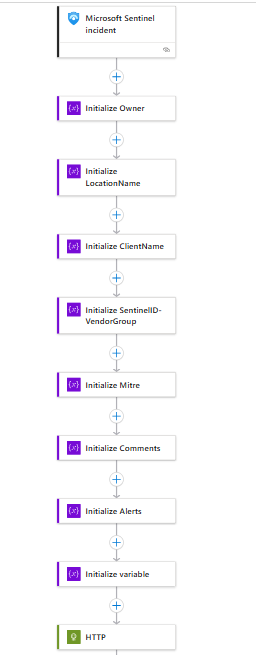 Microsoft Sentinel
incident
Initialize Owner
Initialize
LocationName
Initialize ClientName
Initialize SentinelID-
VendorGroup
Initialize Mitre
Initialize Comments
Initialize Alerts
Initialize variable
HTTP